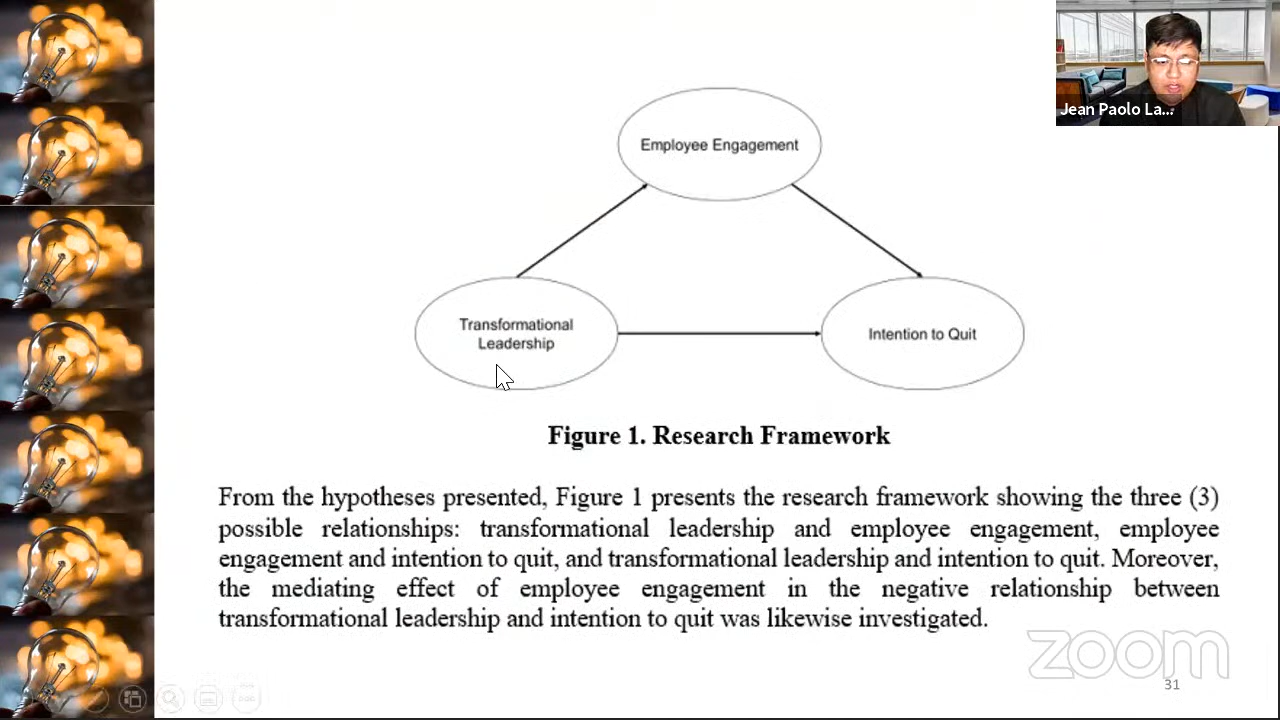 Jean Paolo La...
Employee Engagement
Transformational
Leadership
Intention to Quit
Figure 1. Research Framework
From the hypotheses presented, Figure 1 presents the research framework showing the three (3)
possible relationships: transformational leadership and employee engagement, employee
engagement and intention to quit, and transformational leadership and intention to quit. Moreover,
the mediating effect of employee engagement in the negative relationship between
transformational leadership and intention to quit was likewise investigated.
zoom
31